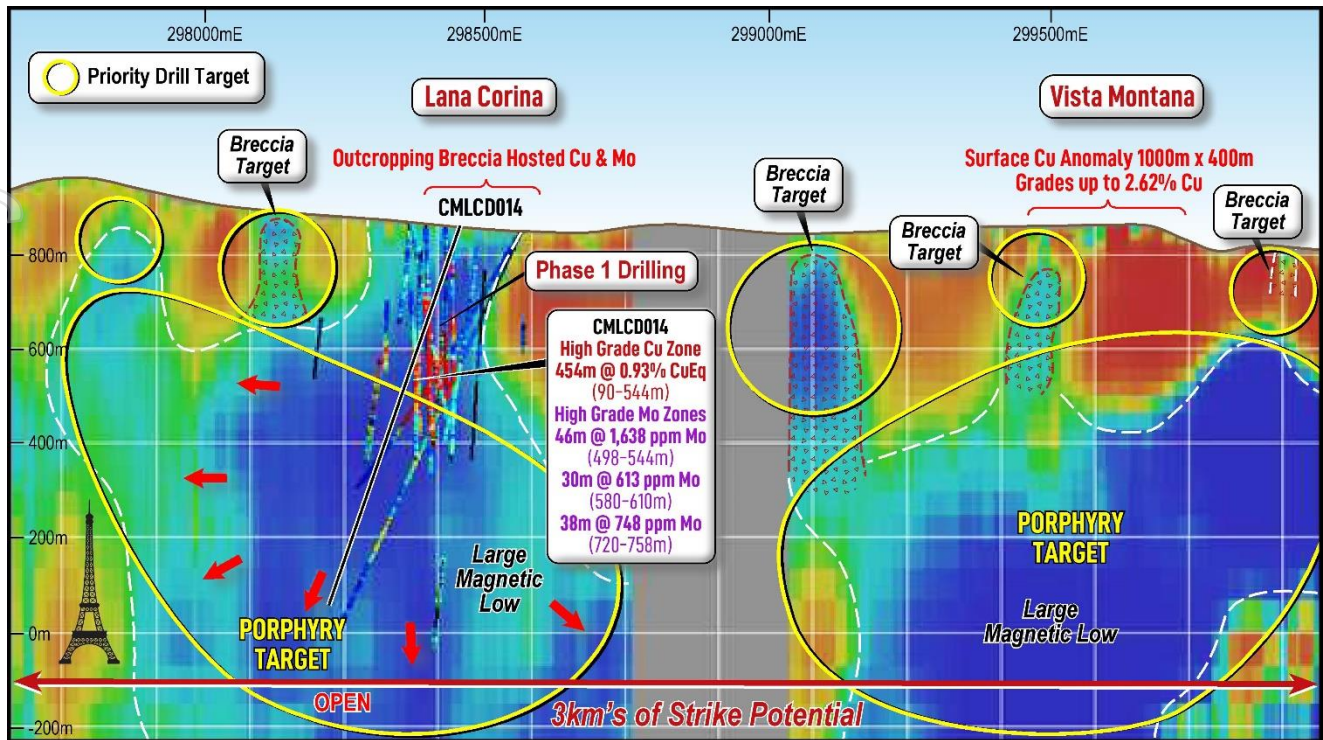 298000mE
298500mE
299000mE
299500mE
Priority Drill Target
Lana Corina
Vista Montana
Breccia
Target
Outcropping Breccia Hosted Cu & Mo
CMLCD014
Breccia
Target
Surface Cu Anomaly 1000m x 400m
Grades up to 2.62% Cu
Breccia
Target
Breccia
Target
800m
600m
400m
200m
0m
-200m
Phase 1 Drilling
CMLCD014
High Grade Cu Zone
454m @ 0.93% CuEq
(90-544m)
High Grade Mo Zones
46m @ 1,638 ppm Mo
(498-544m)
30m @ 613 ppm Mo
(580-610m)
38m @ 748 ppm Mo
(720-758m)
Large
Magnetic
Low
PORPHYRY
TARGET
PORPHYRY
TARGET
Large
Magnetic Low
OPEN
3km's of Strike Potential